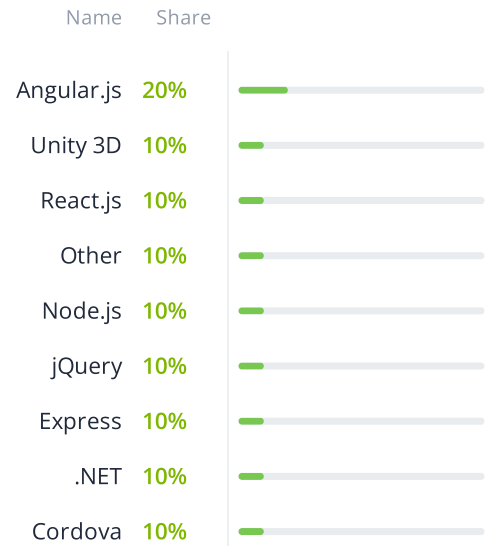 Name Share
Angular.js 20%
Unity 3D 10%
React.js 10%
Other 10%
Node.js 10%
jQuery 10%
Express 10%
.NET 10%
Cordova 10%